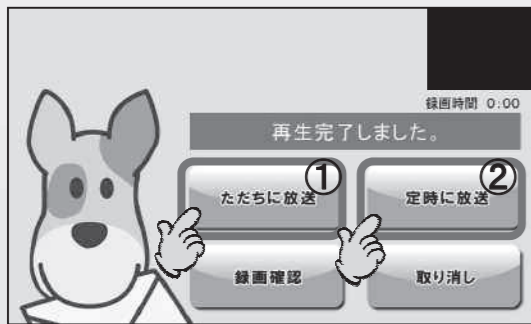 録画時間 0:00
再生完了しました。
ただちに放送 ①
定時に放送 ②
録画確認
取り消し